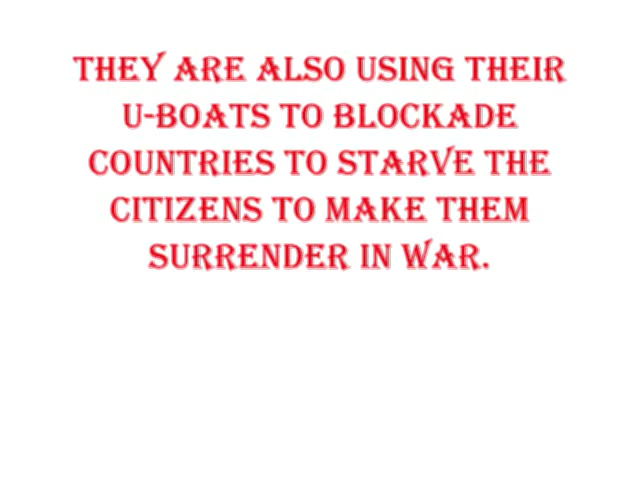 THEY ARE ALSO USING THEIR
U-BOATS TO BLOCKADE
COUNTRIES TO STARVE THE
CITIZENS TO MAKE THEM
SURRENDER IN WAR.